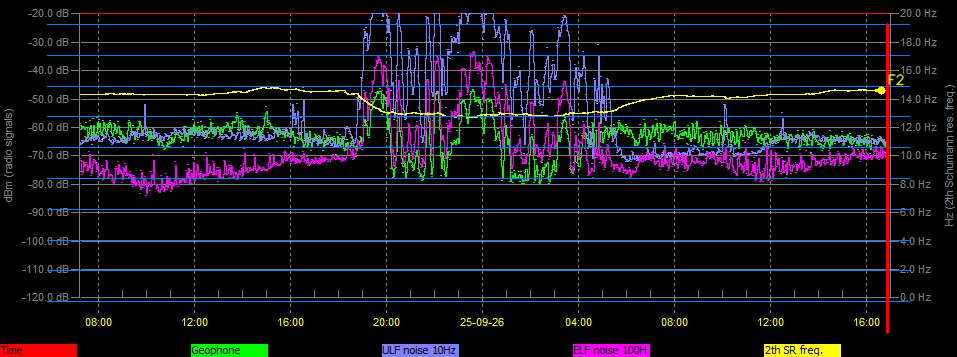 -20.0 dB 20.0 Hz
-30.0 dB 18.0 Hz
-40.0 dB 16.0 Hz
F2
-50.0 dB 14.0 Hz
-60.0 dB 12.0 Hz
-70.0 dB 10.0 Hz
-80.0 dB 8.0 Hz
-90.0 dB 6.0 Hz
-100.0 dB 4.0 Hz
-110.0 dB 2.0 Hz
-120.0 dB 0.0 Hz
dBm (radio signals)
Hz (2th Schumann res. freq.)
08:00 12:00 16:00 20:00 25-09-26 04:00 08:00 12:00 16:00
Time Geophone ULF noise 10Hz ELF noise 100H 2th SR freq.